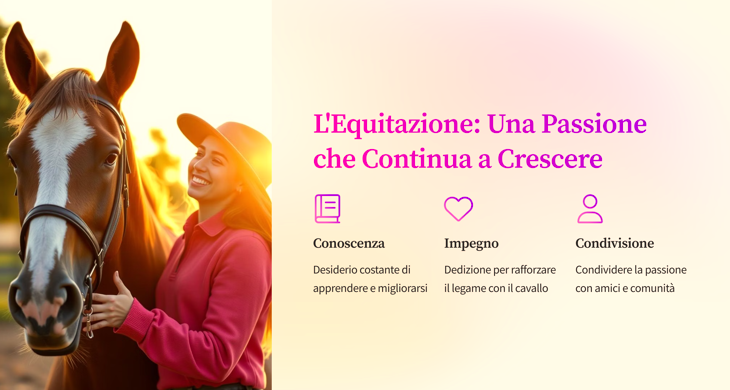 L'Equitazione: Una Passione
che Continua a Crescere
Conoscenza
Desiderio costante di
apprendere e migliorarsi
Impegno
Dedizione per rafforzare
il legame con il cavallo
Condivisione
Condividere la passione
con amici e comunità